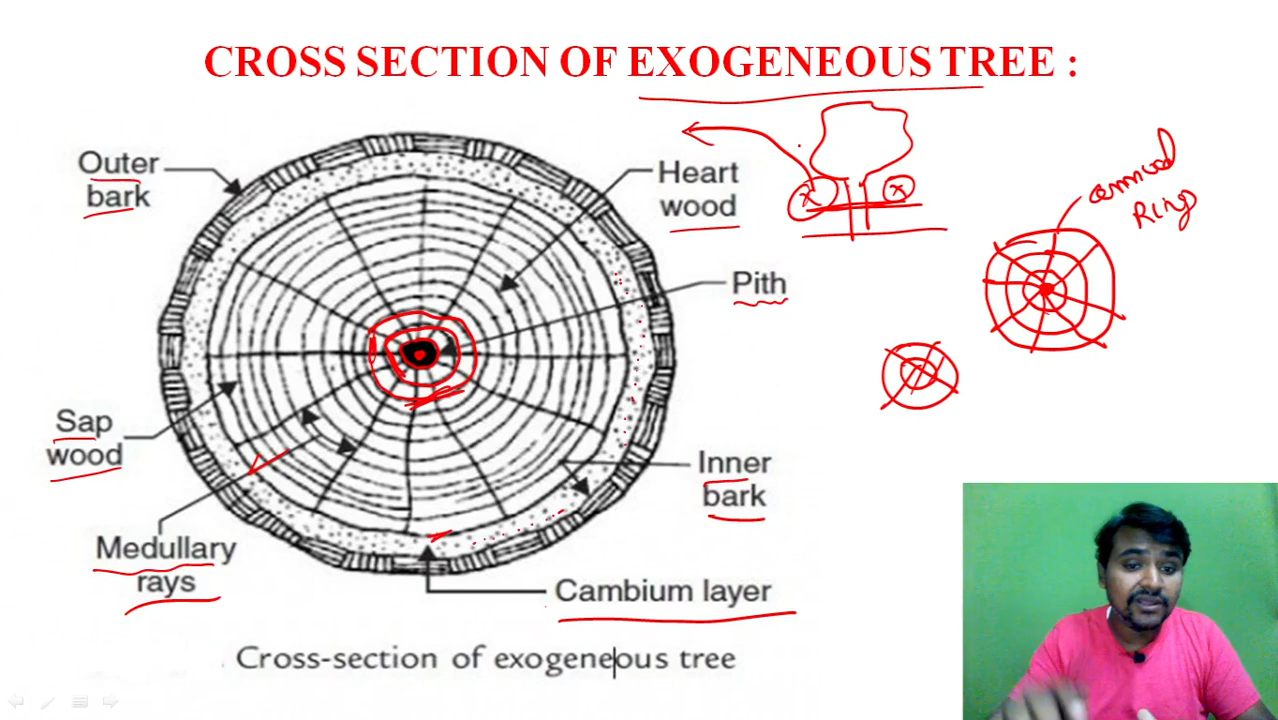 CROSS SECTION OF EXOGENEOUS TREE :
Outer
bark
Heart
wood
Pith
Sap
wood
Inner
bark
Medullary
rays
Cambium layer
Cross-section of exogeneous tree
x
x
Ring